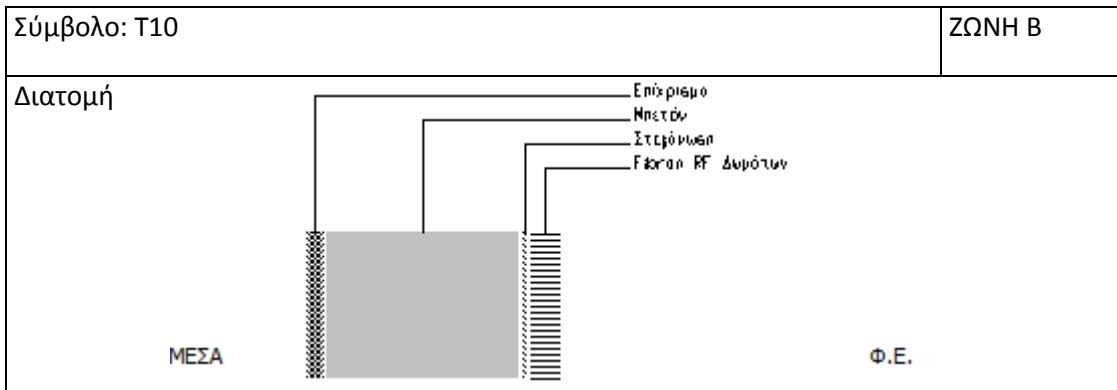 Σύμβολο: Τ10
ΖΩΝΗ Β
Διατομή
Επίχρισμα
Μπετόν
Στεγάνωση
Fibran RF Δωμάτων
ΜΕΣΑ
Φ.Ε.